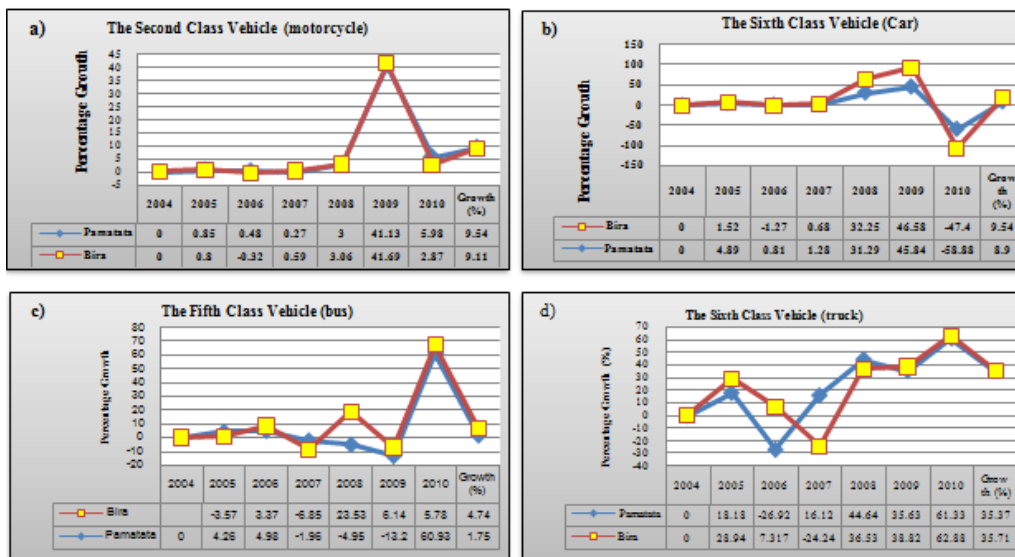 a)
The Second Class Vehicle (motorcycle)
Percentage Growth
45
40
35
30
25
20
15
10
5
0
-5
2004 2005 2006 2007 2008 2009 2010 Growth (%)
Pamatata 0 0.85 0.48 0.27 3 41.13 5.98 9.54
Bira 0 0.8 -0.32 0.59 3.06 41.69 2.87 9.11
b)
The Sixth Class Vehicle (Car)
Percentage Growth
150
100
50
0
-50
-100
-150
2004 2005 2006 2007 2008 2009 2010 Grow th (%)
Bira 0 1.52 -1.27 0.68 32.25 46.58 -47.4 9.54
Pamatata 0 4.89 0.81 1.28 31.29 45.84 -58.88 8.9
c)
The Fifth Class Vehicle (bus)
Percentage Growth
80
70
60
50
40
30
20
10
0
-10
-20
2004 2005 2006 2007 2008 2009 2010 Growth (%)
Bira -3.57 3.37 -6.85 23.53 6.14 5.78 4.74
Pamatata 0 4.26 4.98 -1.96 -4.95 -13.2 60.93 1.75
d)
The Sixth Class Vehicle (truck)
Percentage Growth (%)
70
60
50
40
30
20
10
0
-10
-20
-30
-40
2004 2005 2006 2007 2008 2009 2010 Grow th (%)
Pamatata 0 18.18 -26.92 16.12 44.64 35.63 61.33 35.37
Bira 0 28.94 7.317 -24.24 36.53 38.82 62.88 35.71